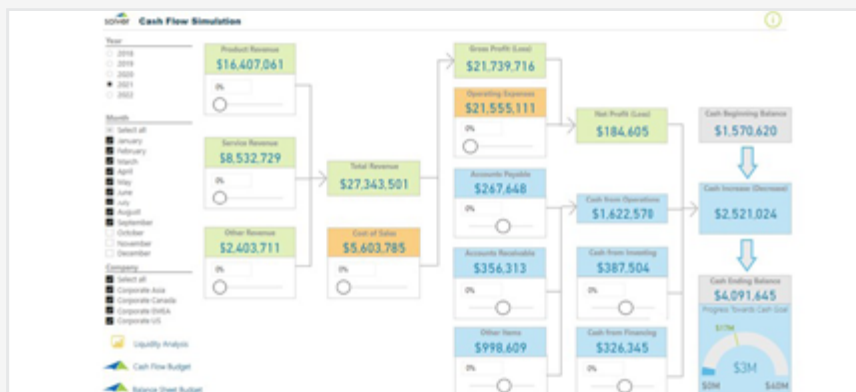 solver Cash Flow Simulation
Year
2018
2019
2020
2021
2022
Month
Select all
January
February
March
April
May
June
July
August
September
October
November
December
Company
Select all
Corporate Asia
Corporate Canada
Corporate EMEA
Corporate US
Liquidity Analysis
Cash Flow Budget
Balance Sheet Budget
Product Revenue
$16,407,061
0%
Service Revenue
$8,532,729
0%
Other Revenue
$2,403,711
0%
Total Revenue
$27,343,501
Cost of Sales
$5,603,785
0%
Gross Profit (Loss)
$21,739,716
Operating Expenses
$21,555,111
0%
Accounts Payable
$267,648
0%
Accounts Receivable
$356,313
0%
Other Items
$998,609
0%
Net Profit (Loss)
$184,605
Cash from Operations
$1,622,570
Cash from Investing
$387,504
0%
Cash from Financing
$326,345
0%
Cash Beginning Balance
$1,570,620
Cash Increase (Decrease)
$2,521,024
Cash Ending Balance
$4,091,645
Progress Towards Cash Goal
$17M
$3M
$0M
$40M